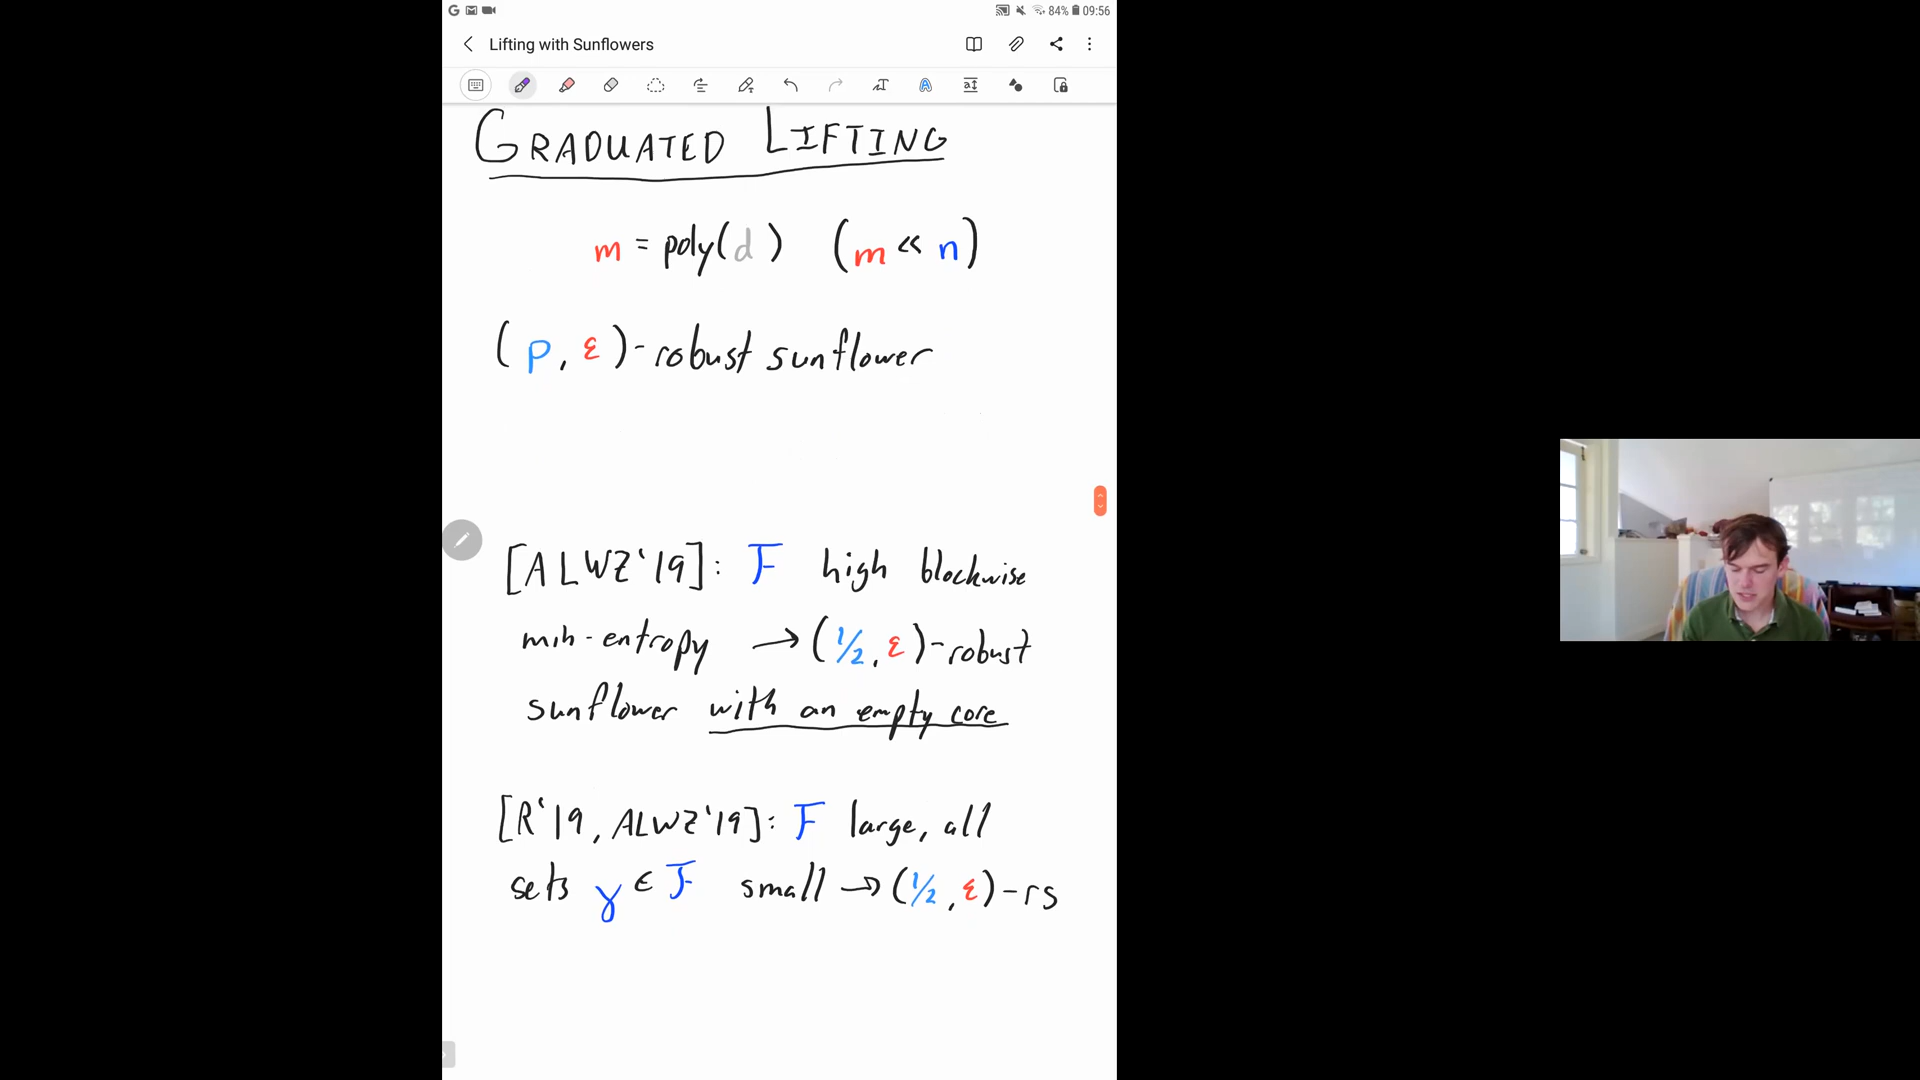 G M 84% 09:56
Lifting with Sunflowers
GRADUATED LIFTING
m = poly(d) (m << n)
(p, ε)-robust sunflower
[ALWZ'19]: F high blockwise
min-entropy → (1/2, ε)-robust
sunflower with an empty core
[R'19, ALWZ'19]: F large, all
sets γ ∈ F small → (1/2, ε)-rs